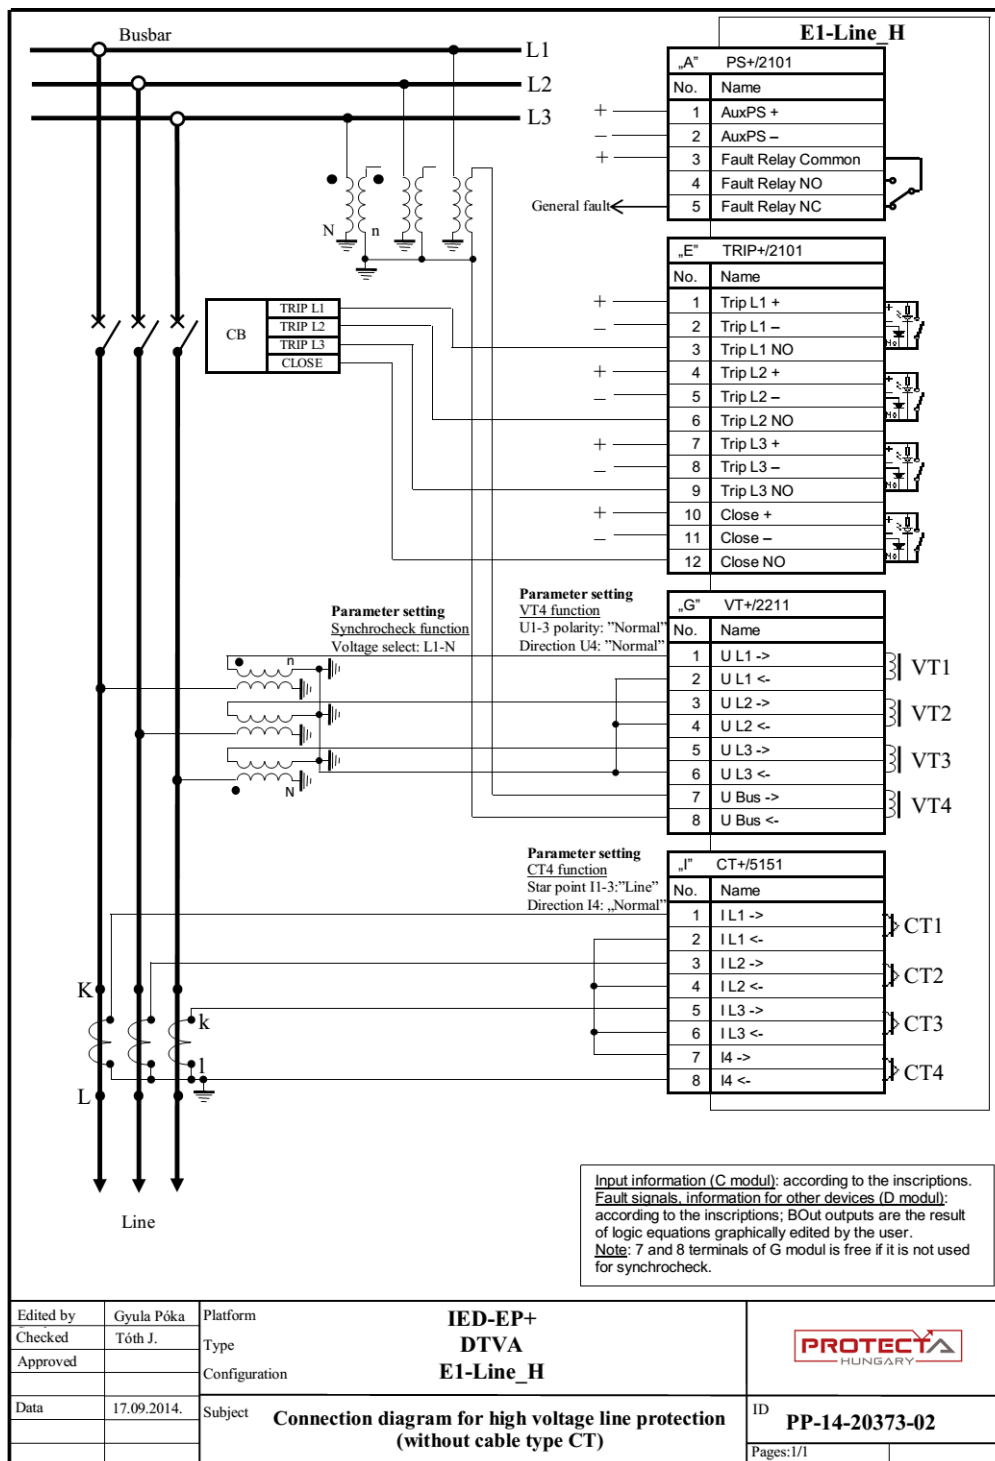 Busbar
L1
L2
L3
E1-Line_H
„A” PS+/2101
No. Name
+ 1 AuxPS +
– 2 AuxPS –
+ 3 Fault Relay Common
4 Fault Relay NO
General fault 5 Fault Relay NC
N n
„E” TRIP+/2101
No. Name
+ 1 Trip L1 +
– 2 Trip L1 –
3 Trip L1 NO
+ 4 Trip L2 +
– 5 Trip L2 –
6 Trip L2 NO
+ 7 Trip L3 +
– 8 Trip L3 –
9 Trip L3 NO
+ 10 Close +
– 11 Close –
12 Close NO
CB
TRIP L1
TRIP L2
TRIP L3
CLOSE
Parameter setting
Synchrocheck function
Voltage select: L1-N
Parameter setting
VT4 function
U1-3 polarity: ”Normal”
Direction U4: ”Normal”
„G” VT+/2211
No. Name
1 U L1 ->
2 U L1 <-
3 U L2 ->
4 U L2 <-
5 U L3 ->
6 U L3 <-
7 U Bus ->
8 U Bus <-
VT1
VT2
VT3
VT4
n
N
Parameter setting
CT4 function
Star point I1-3:”Line”
Direction I4: „Normal”
„I” CT+/5151
No. Name
1 I L1 ->
2 I L1 <-
3 I L2 ->
4 I L2 <-
5 I L3 ->
6 I L3 <-
7 I4 ->
8 I4 <-
CT1
CT2
CT3
CT4
K
k
l
L
Line
Input information (C modul): according to the inscriptions.
Fault signals, information for other devices (D modul):
according to the inscriptions; BOut outputs are the result
of logic equations graphically edited by the user.
Note: 7 and 8 terminals of G modul is free if it is not used
for synchrocheck.
Edited by Gyula Póka
Checked Tóth J.
Approved
Data 17.09.2014.
Platform IED-EP+
Type DTVA
Configuration E1-Line_H
Subject Connection diagram for high voltage line protection
(without cable type CT)
PROTECTA
HUNGARY
ID PP-14-20373-02
Pages:1/1